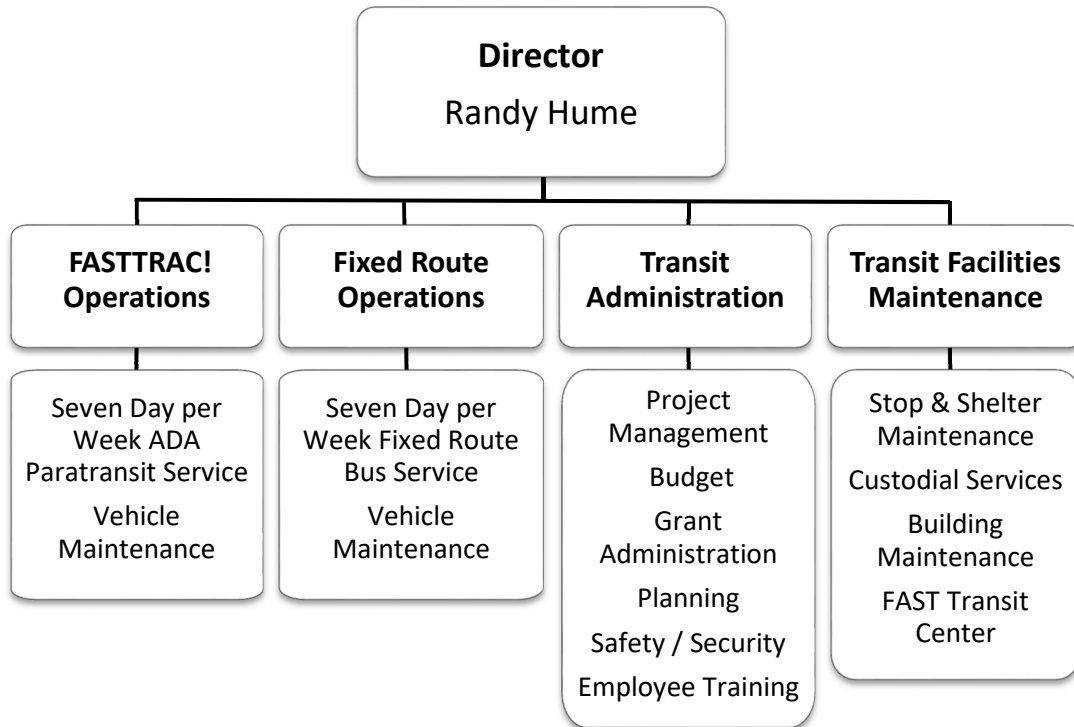 Director
Randy Hume
FASTTRAC!
Operations
Fixed Route
Operations
Transit
Administration
Transit Facilities
Maintenance
Seven Day per
Week ADA
Paratransit Service
Vehicle
Maintenance
Seven Day per
Week Fixed Route
Bus Service
Vehicle
Maintenance
Project
Management
Budget
Grant
Administration
Planning
Safety / Security
Employee Training
Stop & Shelter
Maintenance
Custodial Services
Building
Maintenance
FAST Transit
Center